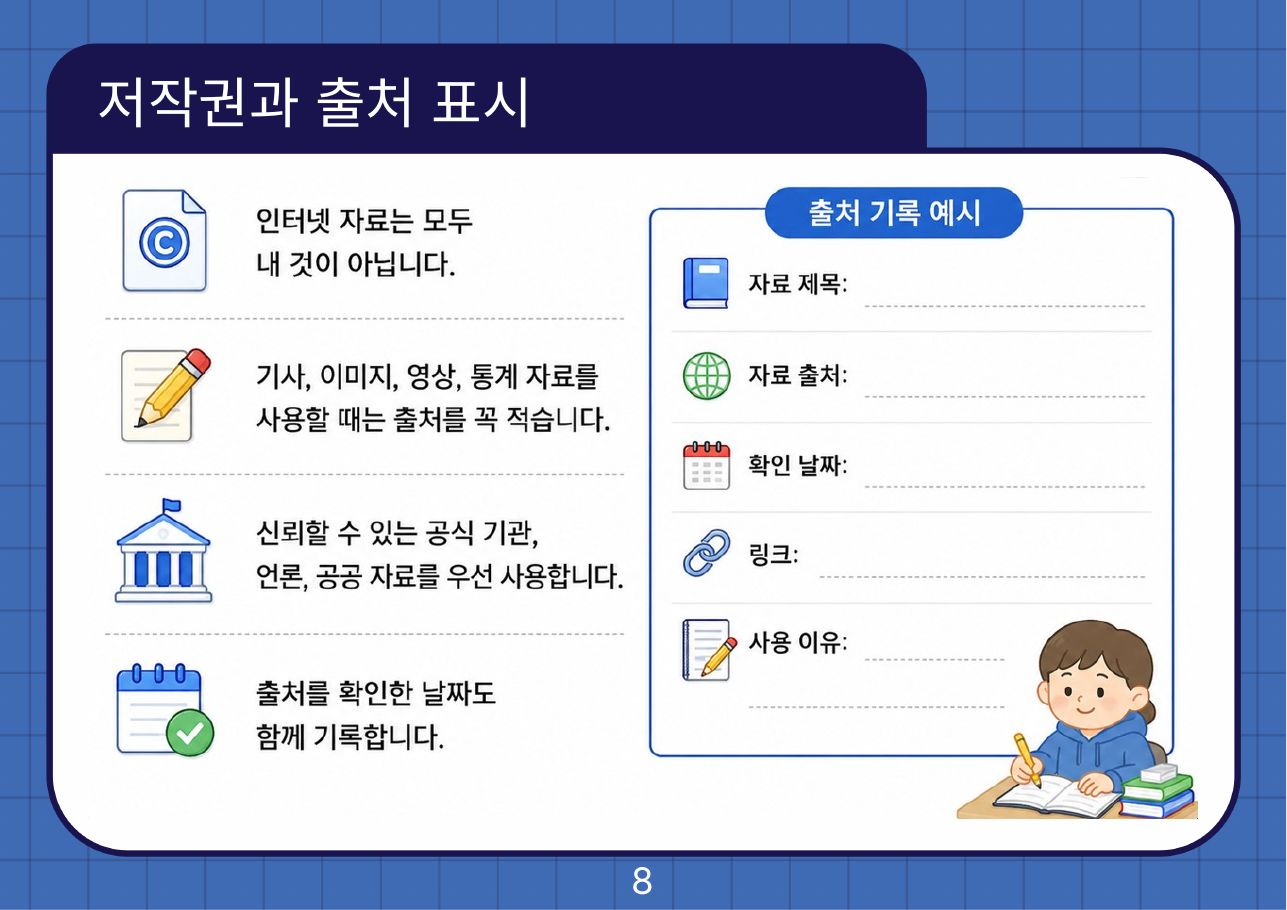 저작권과 출처 표시
인터넷 자료는 모두
내 것이 아닙니다.
기사, 이미지, 영상, 통계 자료를
사용할 때는 출처를 꼭 적습니다.
신뢰할 수 있는 공식 기관,
언론, 공공 자료를 우선 사용합니다.
출처를 확인한 날짜도
함께 기록합니다.
출처 기록 예시
자료 제목:
자료 출처:
확인 날짜:
링크:
사용 이유:
8